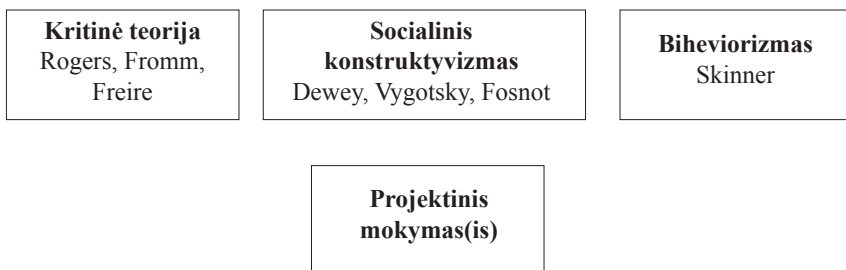 Kritinė teorija
Rogers, Fromm,
Freire
Socialinis
konstruktyvizmas
Dewey, Vygotsky, Fosnot
Biheviorizmas
Skinner
Projektinis
mokymas(is)